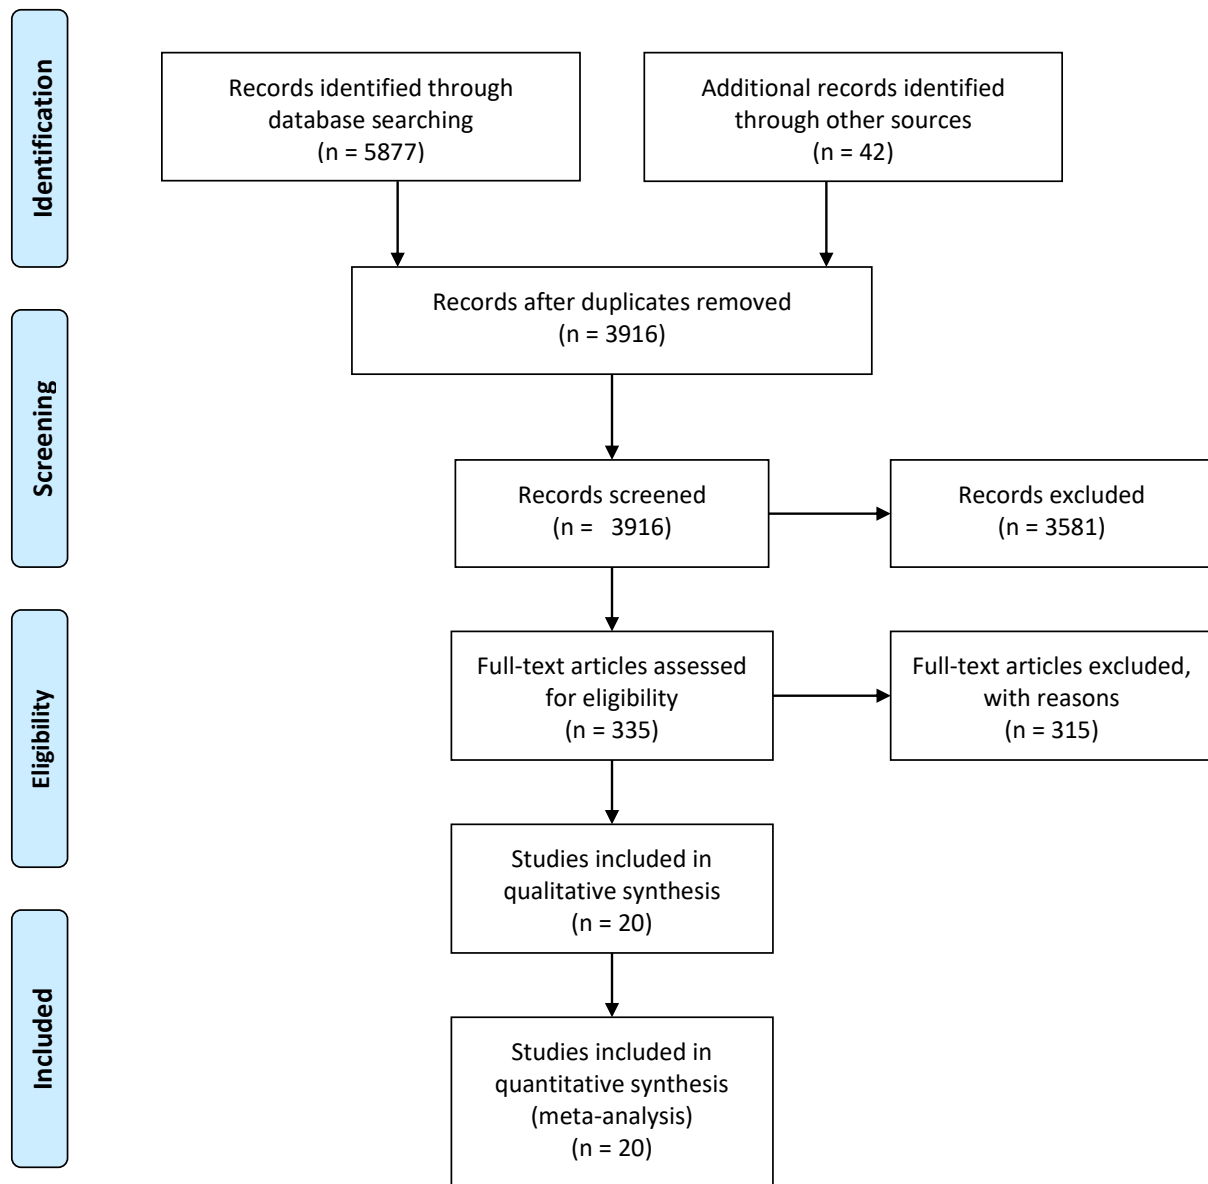 Identification
Records identified through
database searching
(n = 5877)
Additional records identified
through other sources
(n = 42)
Records after duplicates removed
(n = 3916)
Screening
Records screened
(n = 3916)
Records excluded
(n = 3581)
Eligibility
Full-text articles assessed
for eligibility
(n = 335)
Full-text articles excluded,
with reasons
(n = 315)
Studies included in
qualitative synthesis
(n = 20)
Included
Studies included in
quantitative synthesis
(meta-analysis)
(n = 20)